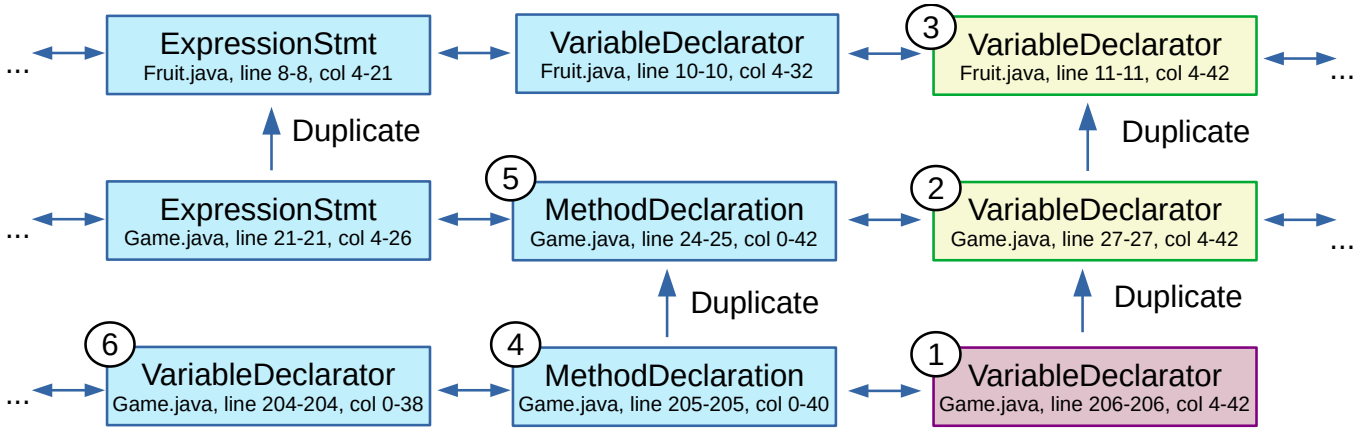 3
ExpressionStmt
Fruit.java, line 8-8, col 4-21
VariableDeclarator
Fruit.java, line 10-10, col 4-32
VariableDeclarator
Fruit.java, line 11-11, col 4-42
...
...
Duplicate
Duplicate
5
2
ExpressionStmt
Game.java, line 21-21, col 4-26
MethodDeclaration
Game.java, line 24-25, col 0-42
VariableDeclarator
Game.java, line 27-27, col 4-42
...
...
Duplicate
Duplicate
6
4
1
VariableDeclarator
Game.java, line 204-204, col 0-38
MethodDeclaration
Game.java, line 205-205, col 0-40
VariableDeclarator
Game.java, line 206-206, col 4-42
...